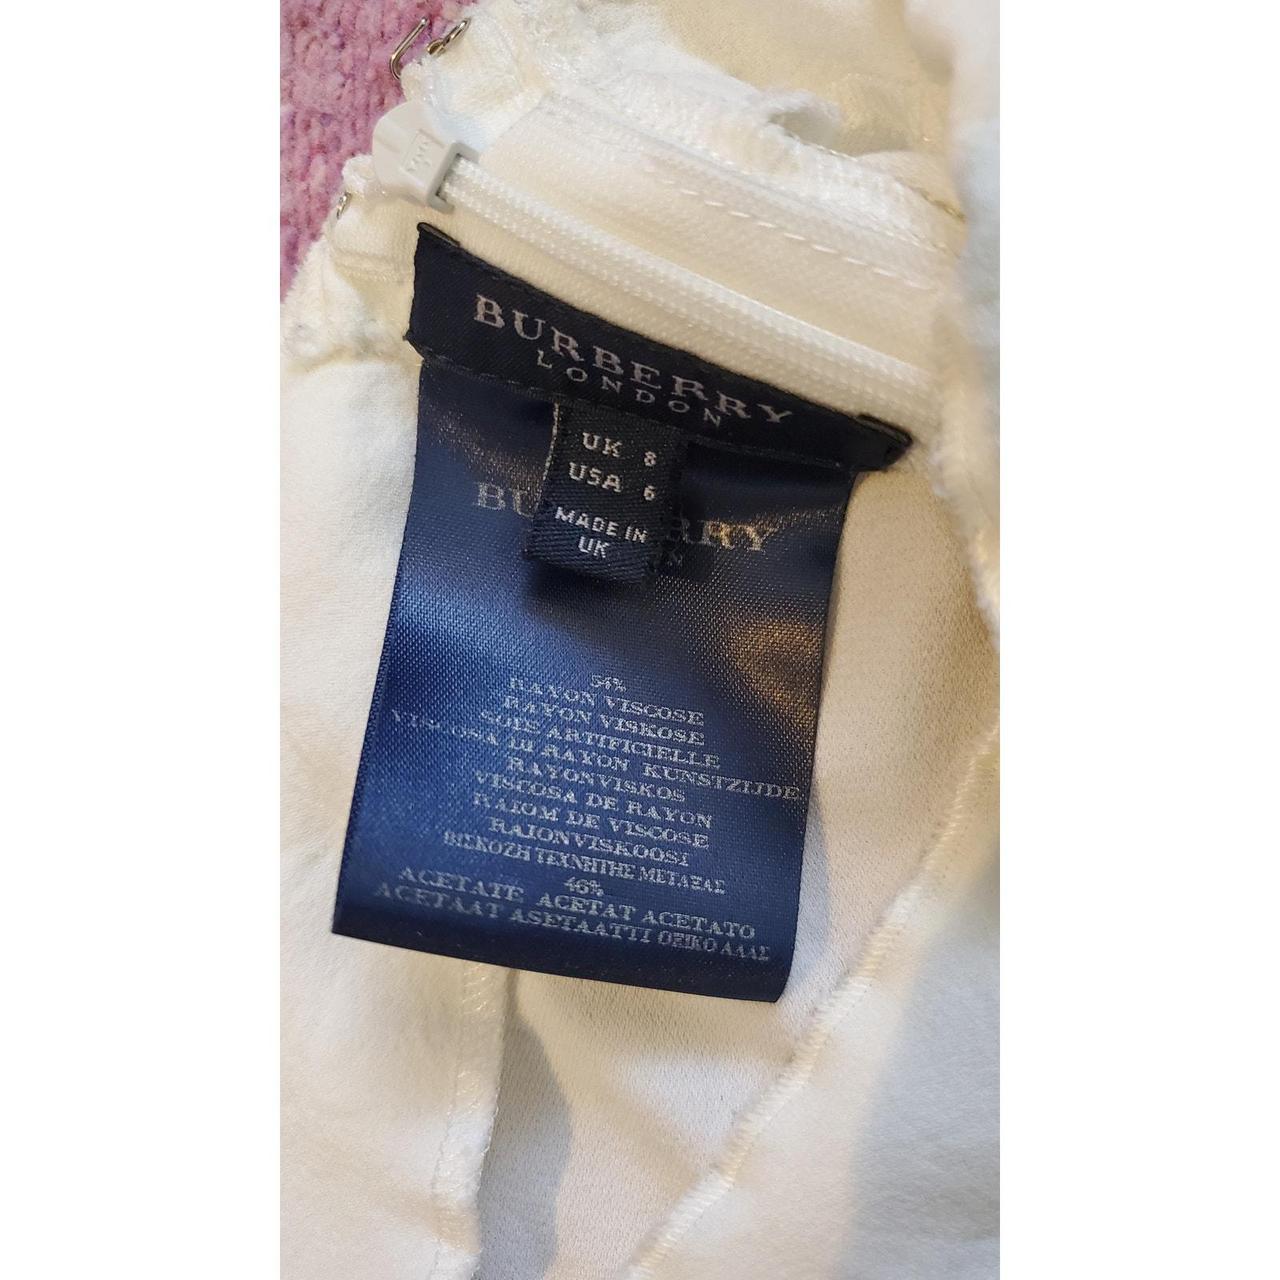 BURBERRY
LONDON
UK 8
USA 6
MADE IN
UK
54%
RAYON VISCOSE
RAYON VISKOSE
SOIE ARTIFICIELLE
VISCOSA DI RAYON KUNSTZIJDE
RAYONVISKOS
VISCOSA DE RAYON
RAIOM DE VISCOSE
RAIONVISKOOSI
ΒΙΣΚΟΖΗ ΤΕΧΝΗΤΗΣ ΜΕΤΑΞΑΣ
46%
ACETATE ACETAT ACETATO
ACETAAT ASETAATTI ΟΞΙΚΟ ΑΛΑΣ